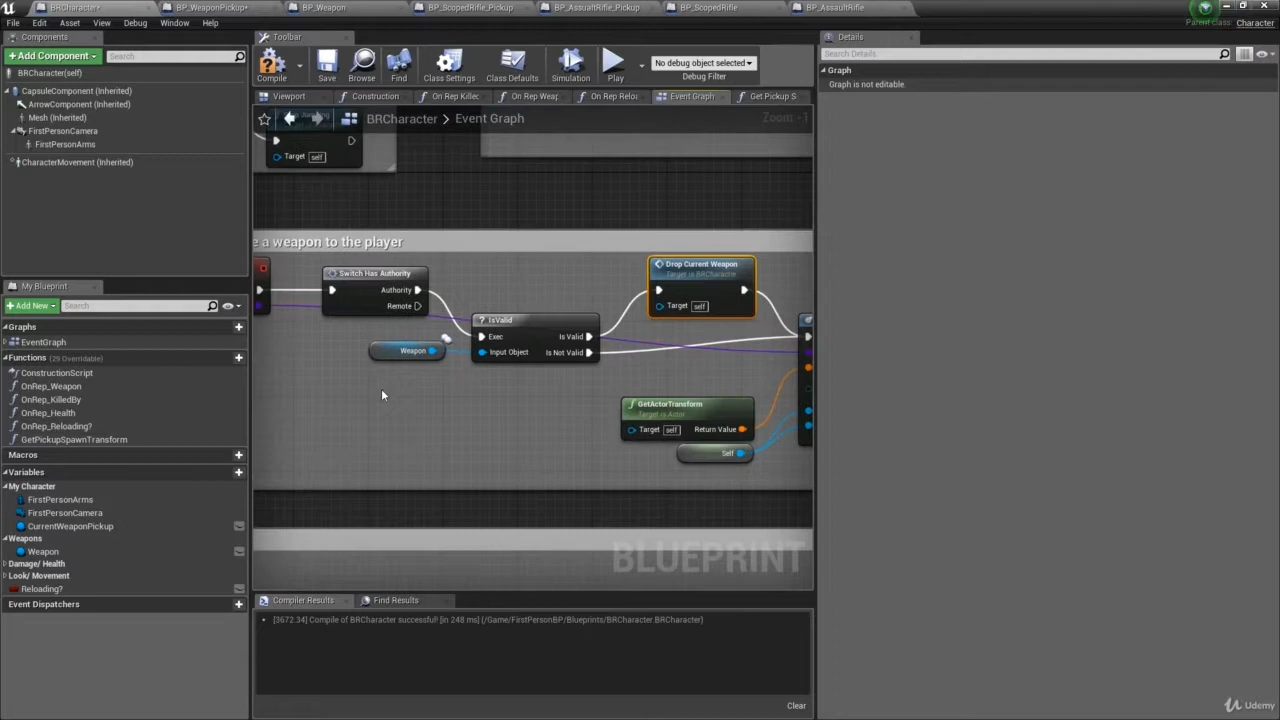 BRCharacter*
BP_WeaponPickup*
BP_Weapon
BP_ScopedRifle_Pickup
BP_AssultRifle_Pickup
BP_ScopedRifle
BP_AssaultRifle
File
Edit
Asset
View
Debug
Window
Help
Parent class: Character
Components
Toolbar
Details
+ Add Component
Search
BRCharacter(self)
CapsuleComponent (Inherited)
ArrowComponent (Inherited)
Mesh (Inherited)
FirstPersonCamera
FirstPersonArms
CharacterMovement (Inherited)
Compile
Save
Browse
Find
Class Settings
Class Defaults
Simulation
Play
No debug object selected
Debug Filter
Search Details
Graph
Graph is not editable.
Viewport
Construction
On Rep Killed
On Rep Weap
On Rep Reloa
Event Graph
Get Pickup S
BRCharacter > Event Graph
Zoom -1
Target self
e a weapon to the player
Switch Has Authority
Authority
Remote
Weapon
? IsValid
Exec
Is Valid
Input Object
Is Not Valid
Drop Current Weapon
Target is BRCharacter
Target self
GetActorTransform
Target is Actor
Target self
Return Value
Self
BLUEPRINT
My Blueprint
+ Add New
Search
Graphs
EventGraph
Functions (29 Overridable)
ConstructionScript
OnRep_Weapon
OnRep_KilledBy
OnRep_Health
OnRep_Reloading?
GetPickupSpawnTransform
Macros
Variables
My Character
FirstPersonArms
FirstPersonCamera
CurrentWeaponPickup
Weapons
Weapon
Damage/ Health
Look/ Movement
Reloading?
Event Dispatchers
Compiler Results
Find Results
[3672.34] Compile of BRCharacter successful! [in 248 ms] (/Game/FirstPersonBP/Blueprints/BRCharacter.BRCharacter)
Clear
Udemy